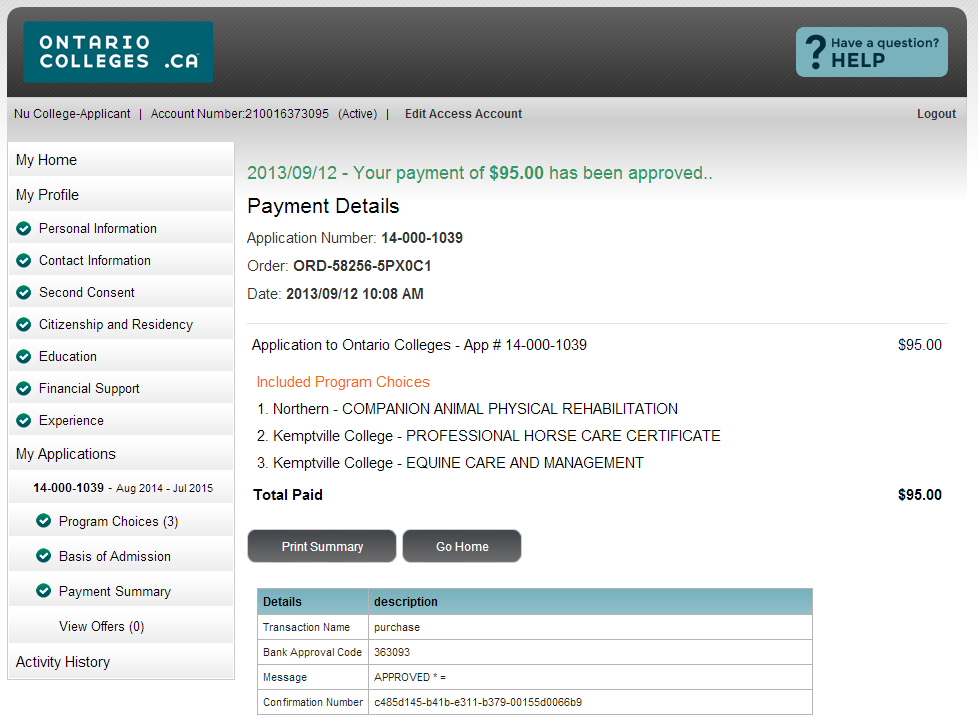 ONTARIO
COLLEGES .CA
? Have a question?
HELP
Nu College-Applicant | Account Number:210016373095 (Active) | Edit Access Account Logout
My Home
My Profile
Personal Information
Contact Information
Second Consent
Citizenship and Residency
Education
Financial Support
Experience
My Applications
14-000-1039 - Aug 2014 - Jul 2015
Program Choices (3)
Basis of Admission
Payment Summary
View Offers (0)
Activity History
2013/09/12 - Your payment of $95.00 has been approved..
Payment Details
Application Number: 14-000-1039
Order: ORD-58256-5PX0C1
Date: 2013/09/12 10:08 AM
Application to Ontario Colleges - App # 14-000-1039 $95.00
Included Program Choices
1. Northern - COMPANION ANIMAL PHYSICAL REHABILITATION
2. Kemptville College - PROFESSIONAL HORSE CARE CERTIFICATE
3. Kemptville College - EQUINE CARE AND MANAGEMENT
Total Paid $95.00
Print Summary Go Home
Details description
Transaction Name purchase
Bank Approval Code 363093
Message APPROVED * =
Confirmation Number c485d145-b41b-e311-b379-00155d0066b9